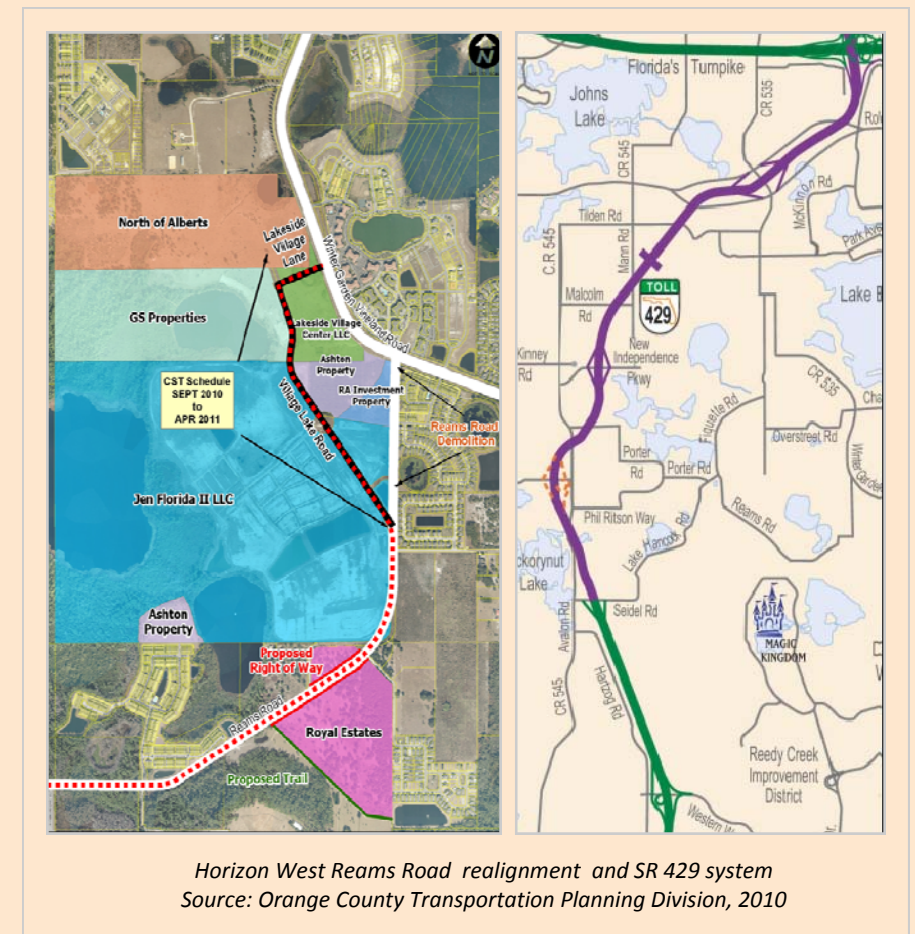 N
North of Alberts
Lakeside
Village
Lane
Winter Garden Vineland Road
GS Properties
Lakeside Village
Center LLC
Ashton
Property
CST Schedule
SEPT 2010
to
APR 2011
RA Investment
Property
Village Lake Road
Reams Road
Demolition
Jen Florida II LLC
Ashton
Property
Proposed
Right of Way
Reams Road
Royal Estates
Proposed Trail
Florida's Turnpike
Johns
Lake
CR 535
CR 545
McKinnon Rd
Tilden Rd
Park Ave
C.R 545
Mann Rd
TOLL
429
Malcolm
Rd
Lake B
New
Independence
Pkwy
Kinney
Rd
CR 535
Ficquette Rd
Overstreet Rd
Porter
Rd
Porter Rd
Winter Garden
Reams Rd
Phil Ritson Way
Lake Hancock Rd
ckorynut
Lake
Seidel Rd
Avalon Rd
MAGIC
KINGDOM
CR 545
Hartzog Rd
Reedy Creek
Improvement
District
Western W
Horizon West Reams Road realignment and SR 429 system
Source: Orange County Transportation Planning Division, 2010